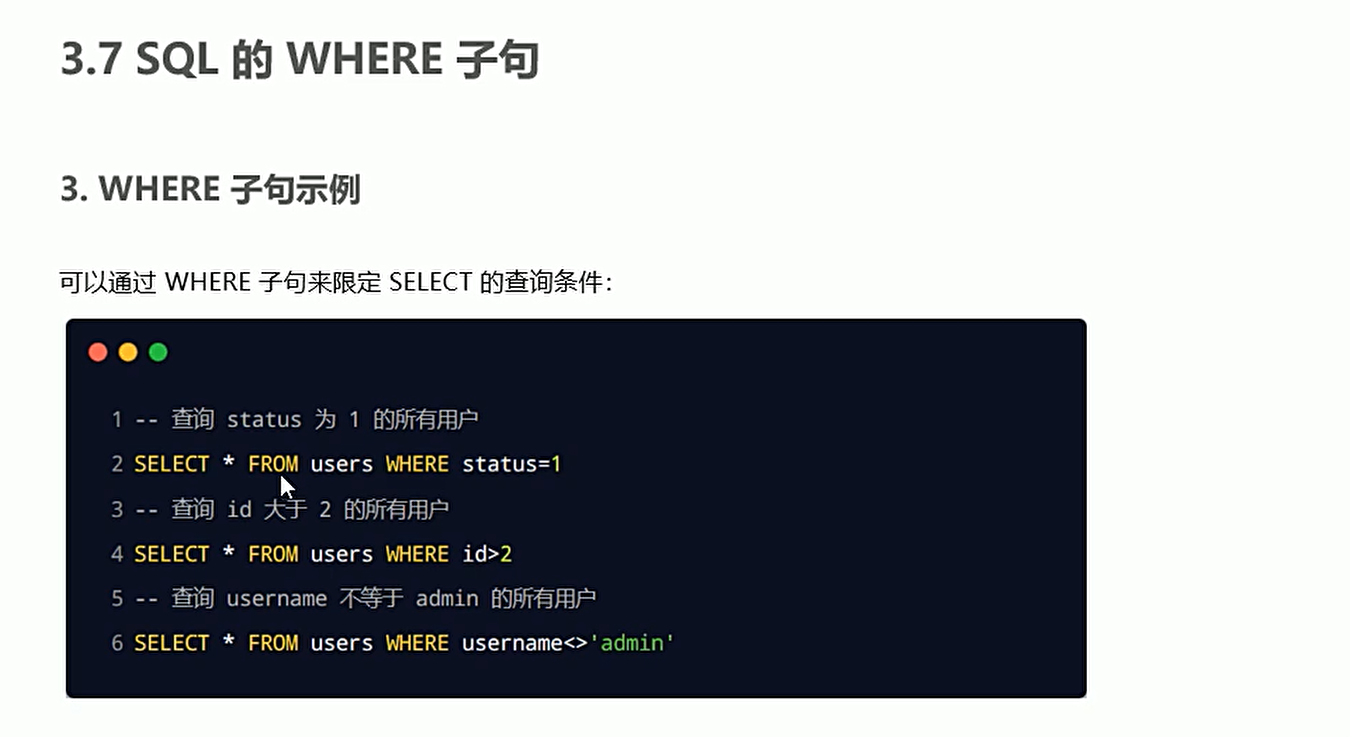 3.7 SQL 的 WHERE 子句
3. WHERE 子句示例
可以通过 WHERE 子句来限定 SELECT 的查询条件：
1 -- 查询 status 为 1 的所有用户
2 SELECT * FROM users WHERE status=1
3 -- 查询 id 大于 2 的所有用户
4 SELECT * FROM users WHERE id>2
5 -- 查询 username 不等于 admin 的所有用户
6 SELECT * FROM users WHERE username<>'admin'